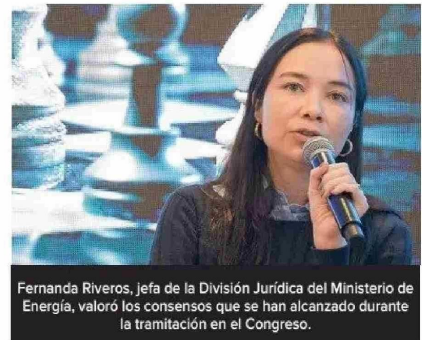 Fernanda Riveros, jefa de la División Jurídica del Ministerio de
Energía, valoró los consensos que se han alcanzado durante
la tramitación en el Congreso.